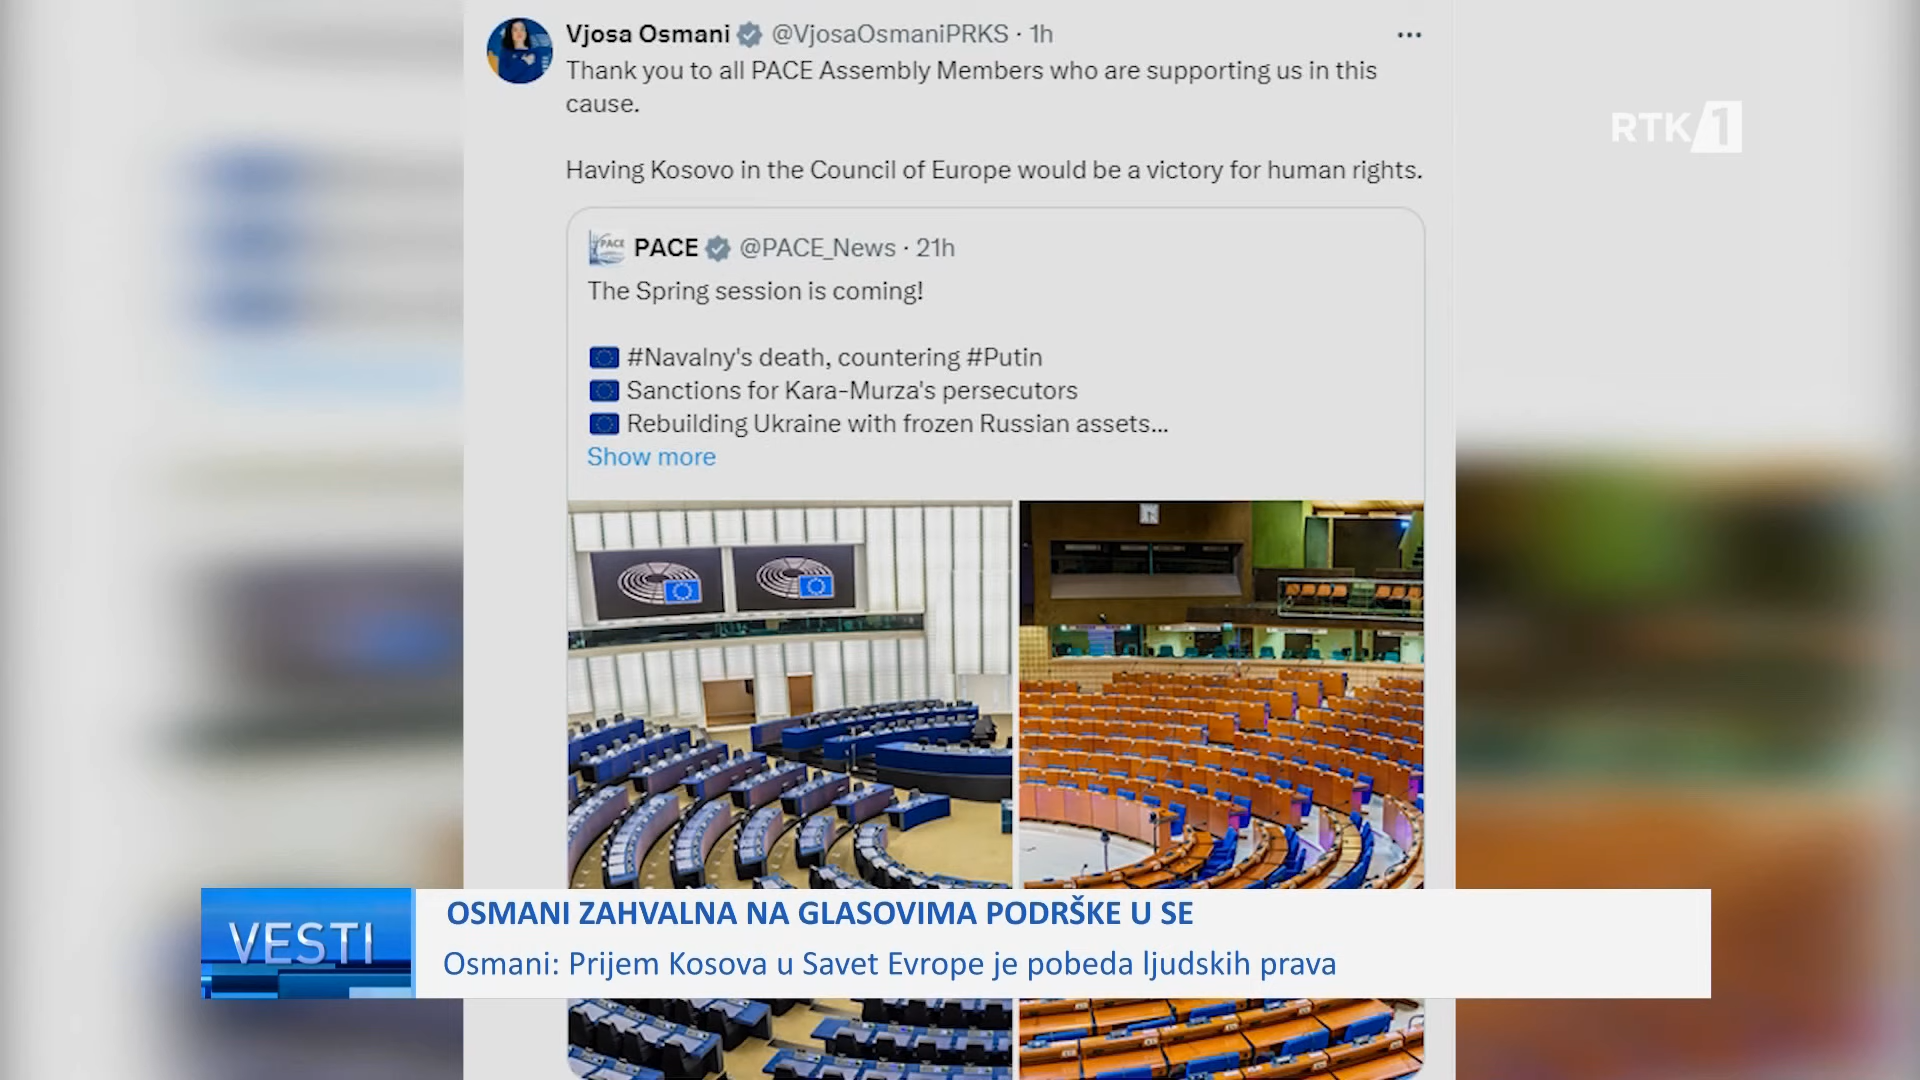 Vjosa Osmani @VjosaOsmaniPRKS · 1h
Thank you to all PACE Assembly Members who are supporting us in this
cause.
Having Kosovo in the Council of Europe would be a victory for human rights.
RTK 1
PACE
PACE @PACE_News · 21h
The Spring session is coming!
#Navalny's death, countering #Putin
Sanctions for Kara-Murza's persecutors
Rebuilding Ukraine with frozen Russian assets...
Show more
VESTI
OSMANI ZAHVALNA NA GLASOVIMA PODRŠKE U SE
Osmani: Prijem Kosova u Savet Evrope je pobeda ljudskih prava